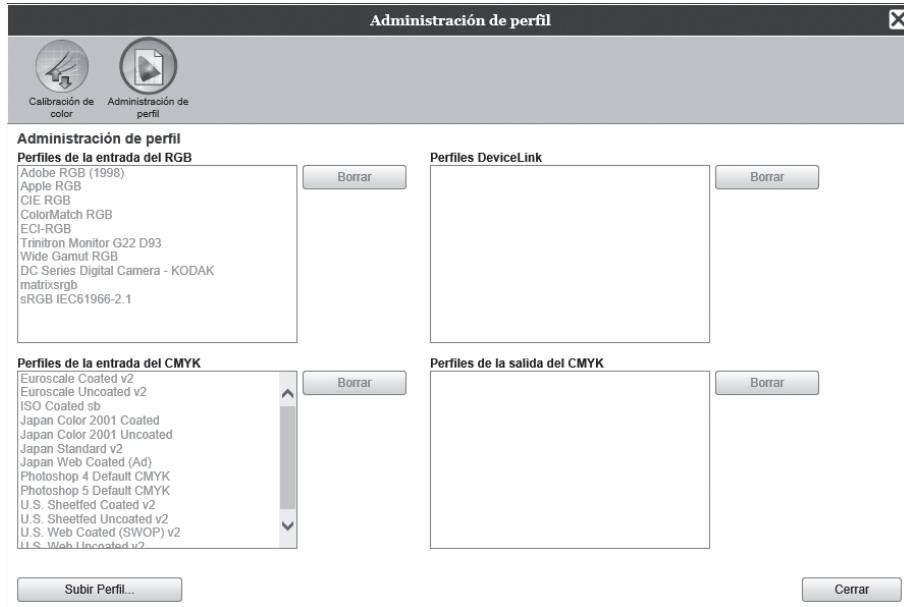 Administración de perfil
Calibración de
color
Administración de
perfil
Administración de perfil
Perfiles de la entrada del RGB
Adobe RGB (1998)
Apple RGB
CIE RGB
ColorMatch RGB
ECI-RGB
Trinitron Monitor G22 D93
Wide Gamut RGB
DC Series Digital Camera - KODAK
matrixsrgb
sRGB IEC61966-2.1
Borrar
Perfiles DeviceLink
Borrar
Perfiles de la entrada del CMYK
Euroscale Coated v2
Euroscale Uncoated v2
ISO Coated sb
Japan Color 2001 Coated
Japan Color 2001 Uncoated
Japan Standard v2
Japan Web Coated (Ad)
Photoshop 4 Default CMYK
Photoshop 5 Default CMYK
U.S. Sheetfed Coated v2
U.S. Sheetfed Uncoated v2
U.S. Web Coated (SWOP) v2
U.S. Web Uncoated v2
Borrar
Perfiles de la salida del CMYK
Borrar
Subir Perfil...
Cerrar